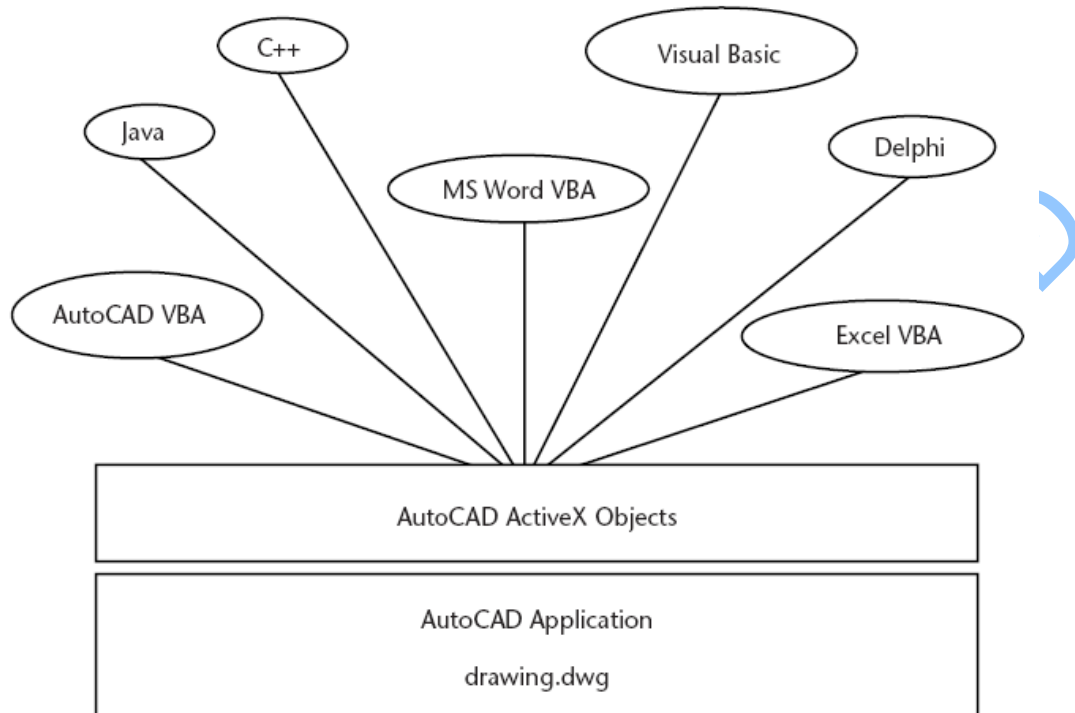 C++
Visual Basic
Java
Delphi
MS Word VBA
AutoCAD VBA
Excel VBA
AutoCAD ActiveX Objects
AutoCAD Application
drawing.dwg